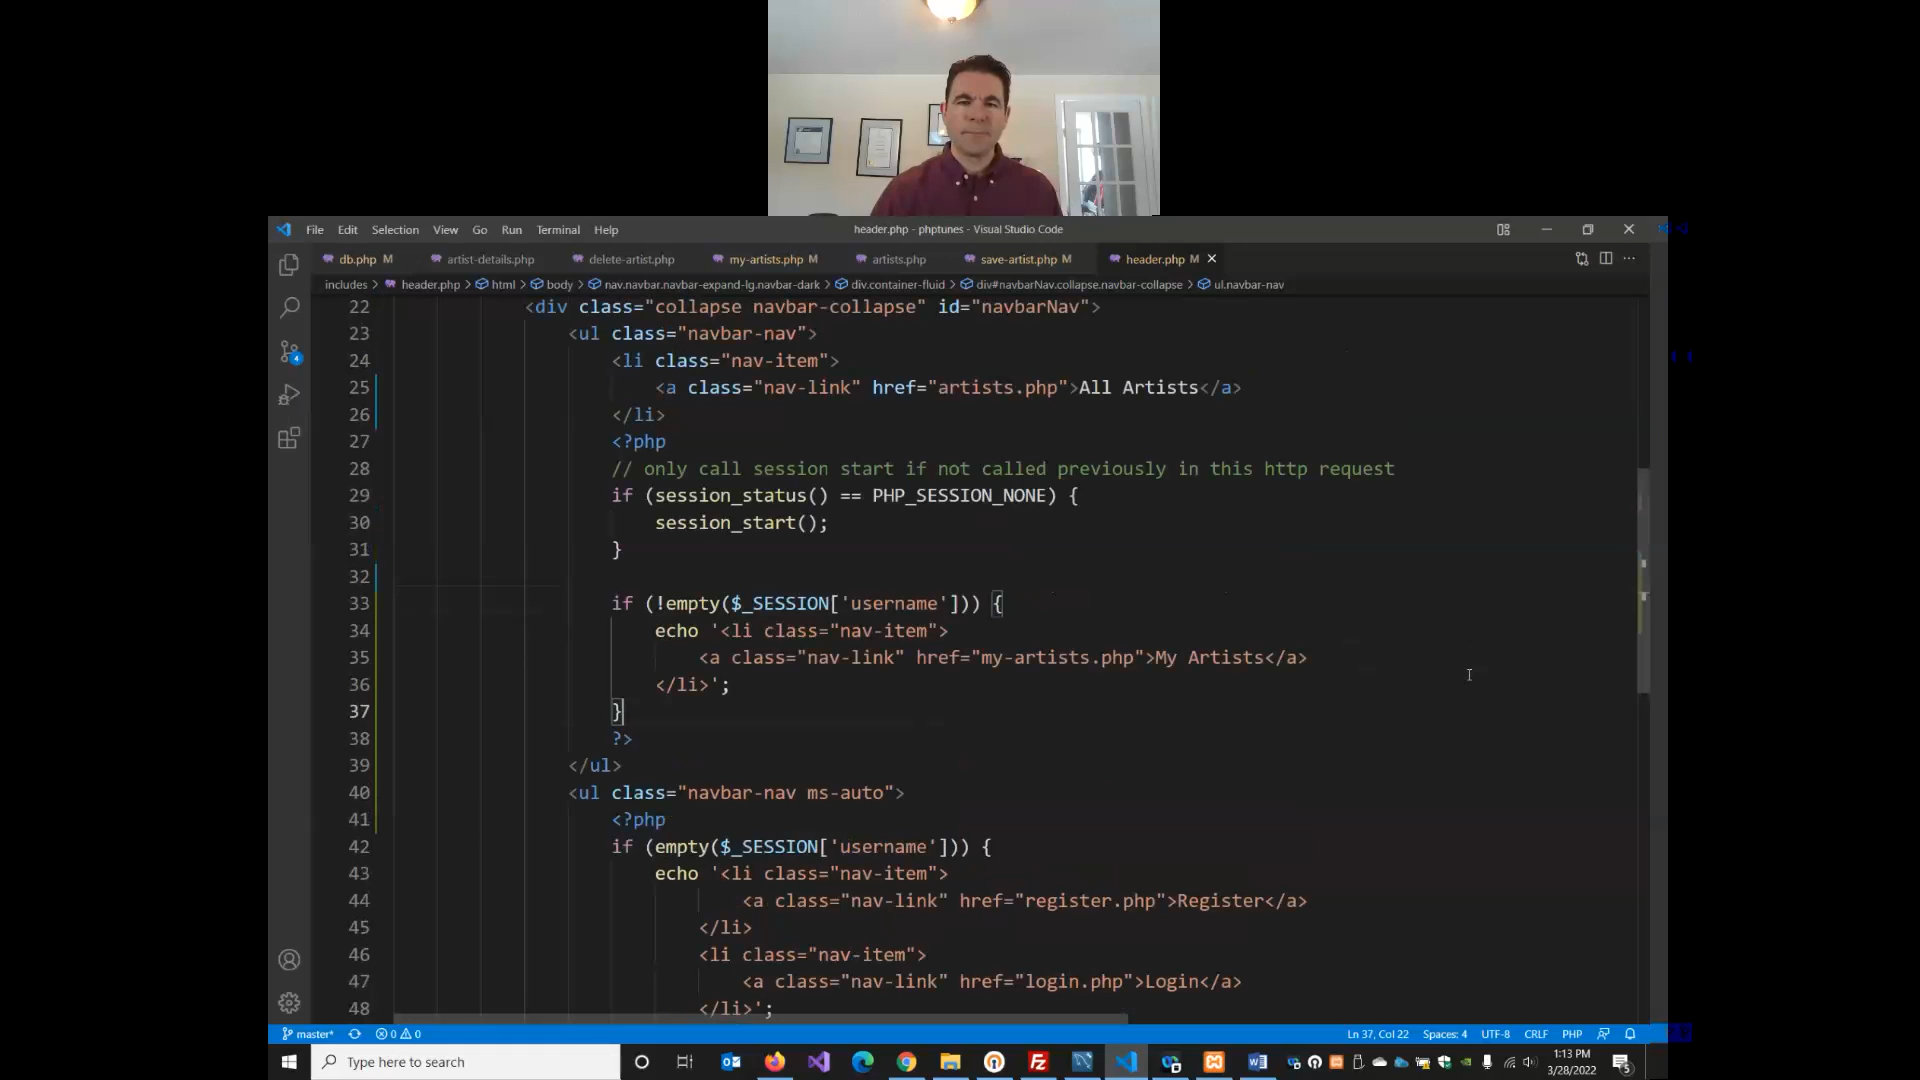 File Edit Selection View Go Run Terminal Help header.php - phptunes - Visual Studio Code
db.php M artist-details.php delete-artist.php my-artists.php M artists.php save-artist.php M header.php M
includes > header.php > html > body > nav.navbar.navbar-expand-lg.navbar-dark > div.container-fluid > div#navbarNav.collapse.navbar-collapse > ul.navbar-nav
22 <div class="collapse navbar-collapse" id="navbarNav">
23 <ul class="navbar-nav">
24 <li class="nav-item">
25 <a class="nav-link" href="artists.php">All Artists</a>
26 </li>
27 <?php
28 // only call session start if not called previously in this http request
29 if (session_status() == PHP_SESSION_NONE) {
30 session_start();
31 }
32
33 if (!empty($_SESSION['username'])) {
34 echo '<li class="nav-item">
35 <a class="nav-link" href="my-artists.php">My Artists</a>
36 </li>';
37 }
38 ?>
39 </ul>
40 <ul class="navbar-nav ms-auto">
41 <?php
42 if (empty($_SESSION['username'])) {
43 echo '<li class="nav-item">
44 <a class="nav-link" href="register.php">Register</a>
45 </li>
46 <li class="nav-item">
47 <a class="nav-link" href="login.php">Login</a>
48 </li>';
master* 0 0 Ln 37, Col 22 Spaces: 4 UTF-8 CRLF PHP
Type here to search 1:13 PM
3/28/2022